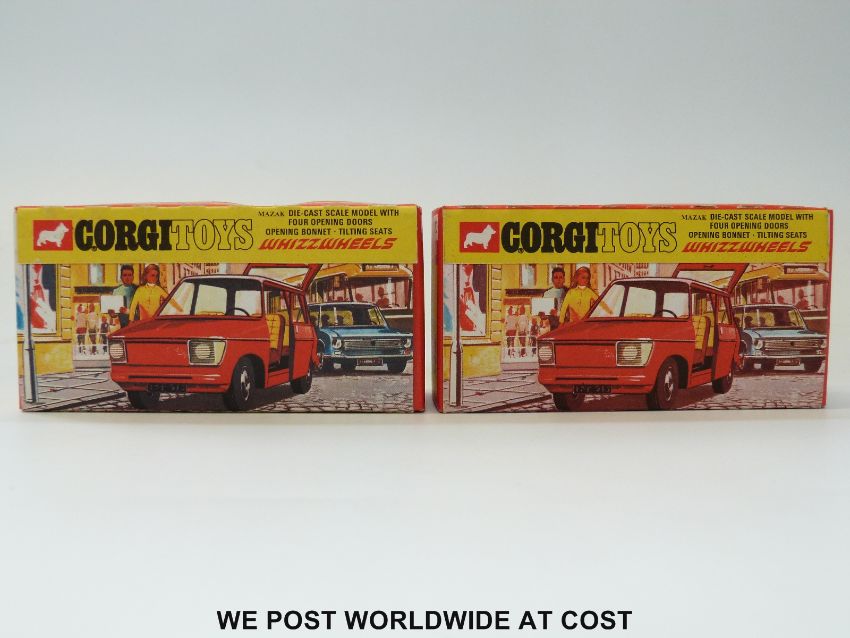 CORGI TOYS
MAZAK DIE-CAST SCALE MODEL WITH
FOUR OPENING DOORS
OPENING BONNET · TILTING SEATS
WHIZZWHEELS
CORGI TOYS
MAZAK DIE-CAST SCALE MODEL WITH
FOUR OPENING DOORS
OPENING BONNET · TILTING SEATS
WHIZZWHEELS
WE POST WORLDWIDE AT COST